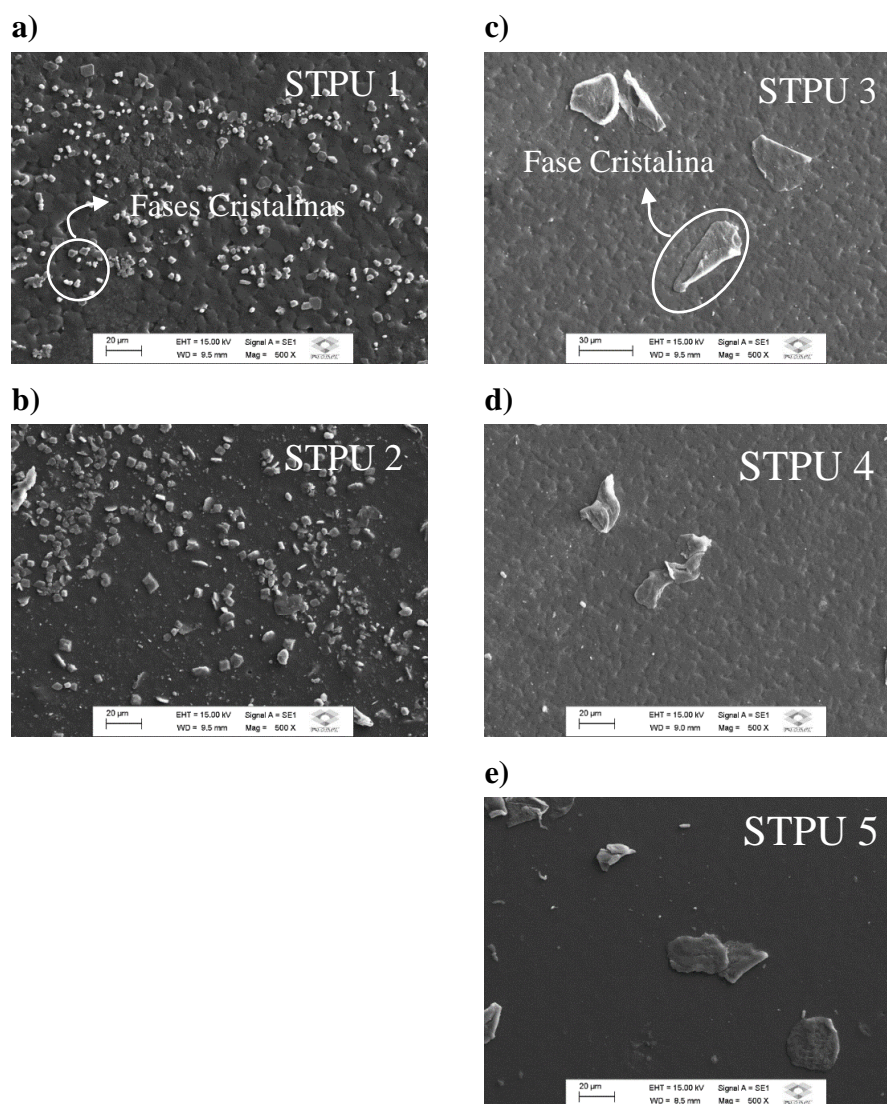 a)
STPU 1
Fases Cristalinas
20 µm
EHT = 15.00 kV
Signal A = SE1
WD = 9.5 mm
Mag = 500 X
b)
STPU 2
20 µm
EHT = 15.00 kV
Signal A = SE1
WD = 9.5 mm
Mag = 500 X
c)
STPU 3
Fase Cristalina
30 µm
EHT = 15.00 kV
Signal A = SE1
WD = 9.5 mm
Mag = 500 X
d)
STPU 4
20 µm
EHT = 15.00 kV
Signal A = SE1
WD = 9.0 mm
Mag = 500 X
e)
STPU 5
20 µm
EHT = 15.00 kV
Signal A = SE1
WD = 8.5 mm
Mag = 500 X